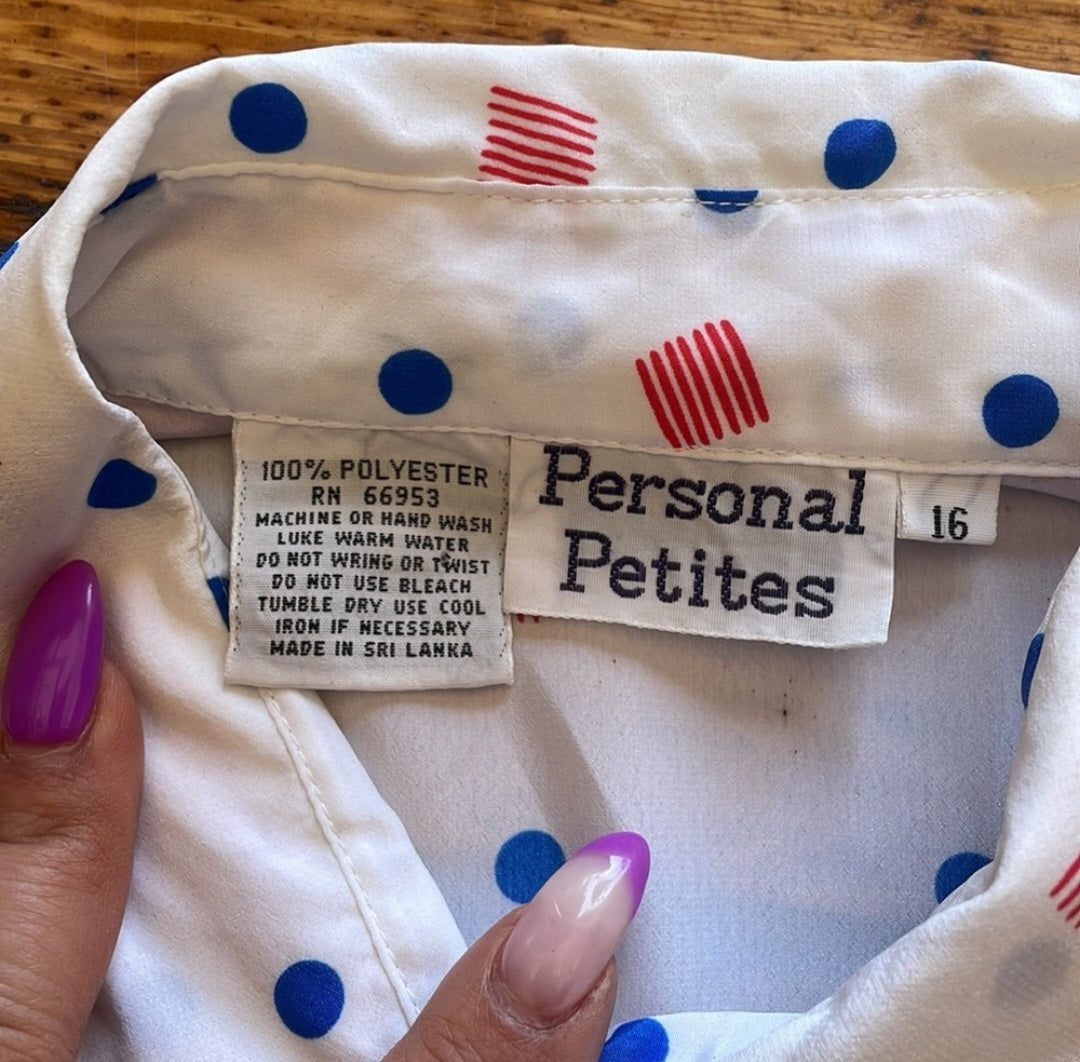 100% POLYESTER
RN 66953
MACHINE OR HAND WASH
LUKE WARM WATER
DO NOT WRING OR TWIST
DO NOT USE BLEACH
TUMBLE DRY USE COOL
IRON IF NECESSARY
MADE IN SRI LANKA
Personal
Petites
16